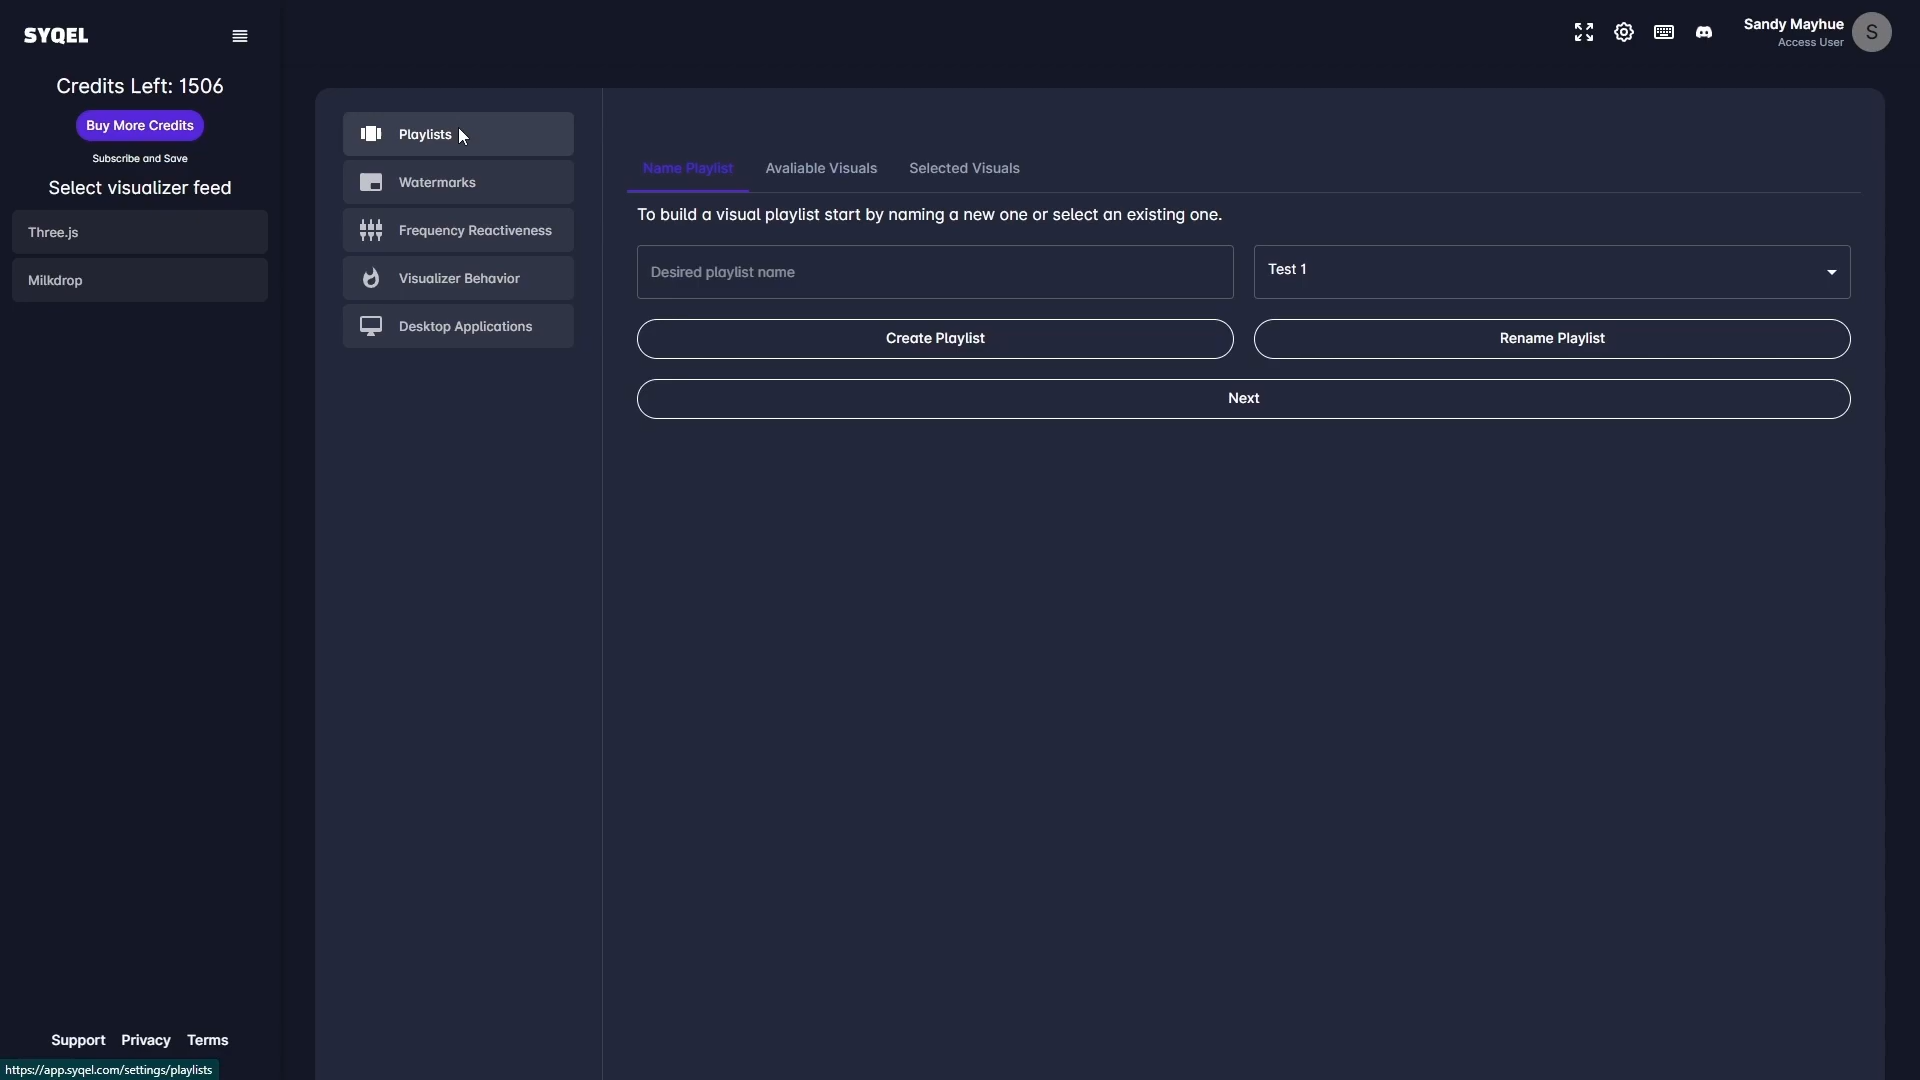 SYQEL
Credits Left: 1506
Buy More Credits
Subscribe and Save
Select visualizer feed
Three.js
Milkdrop
Support Privacy Terms
https://app.syqel.com/settings/playlists
Sandy Mayhue
Access User
S
Playlists
Watermarks
Frequency Reactiveness
Visualizer Behavior
Desktop Applications
Name Playlist Avaliable Visuals Selected Visuals
To build a visual playlist start by naming a new one or select an existing one.
Desired playlist name
Test 1
Create Playlist
Rename Playlist
Next